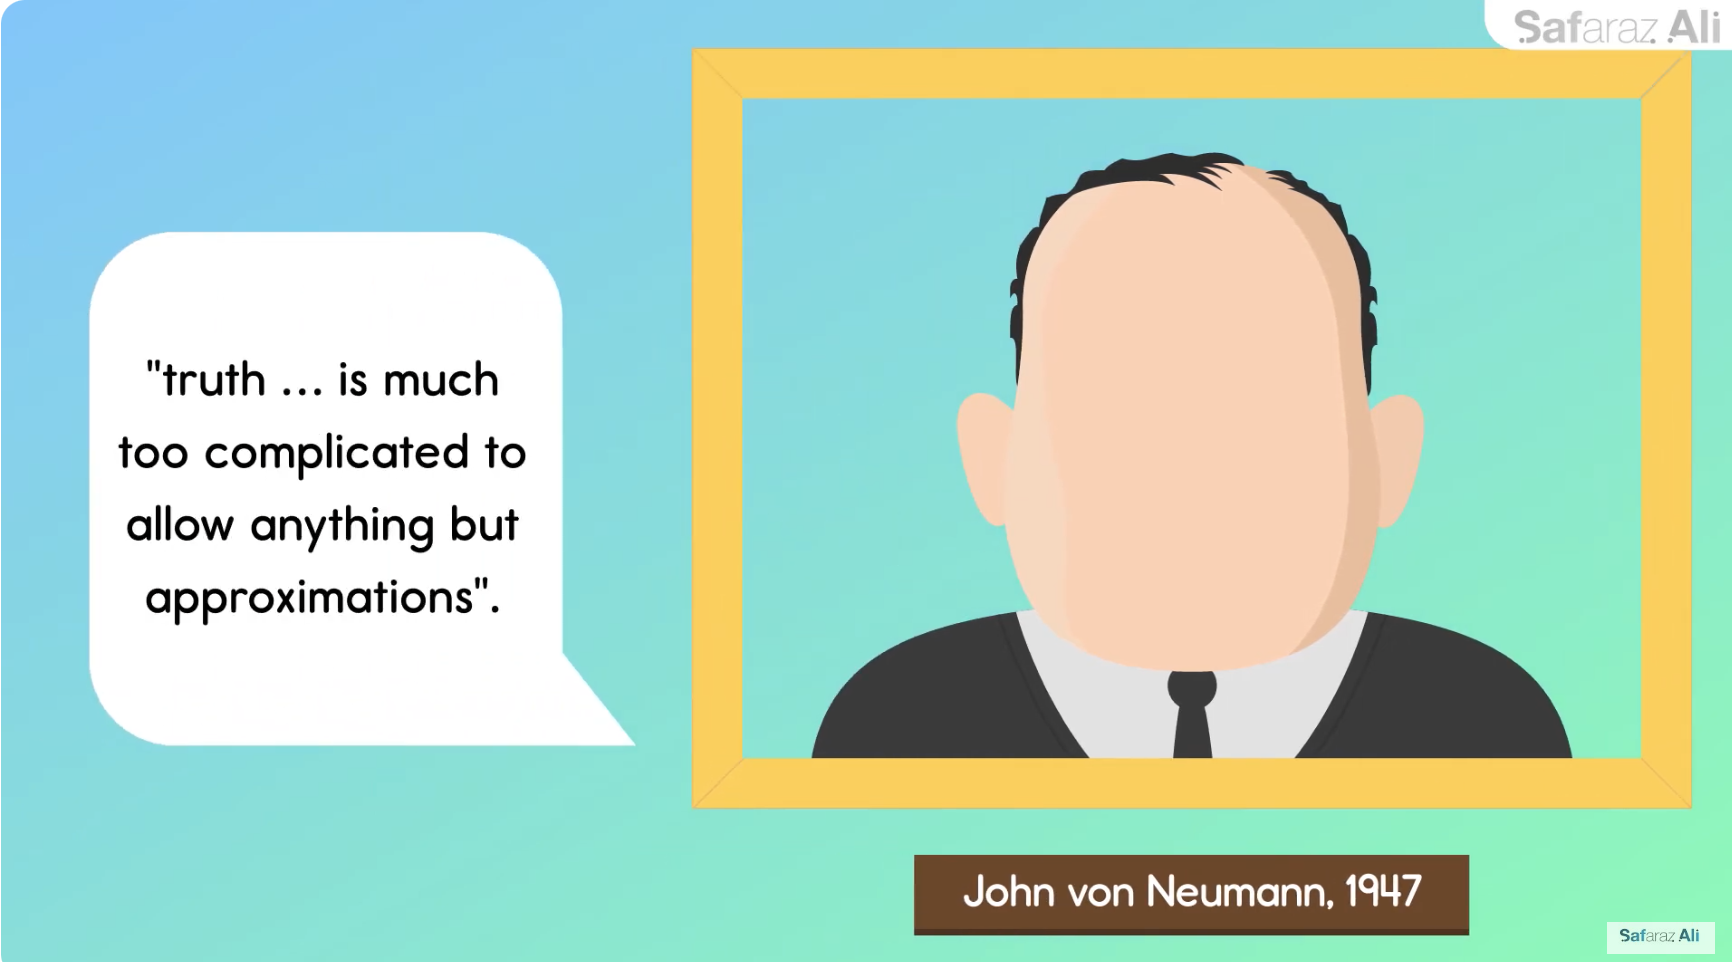 Safaraz Ali
"truth ... is much
too complicated to
allow anything but
approximations".
John von Neumann, 1947
Safaraz Ali